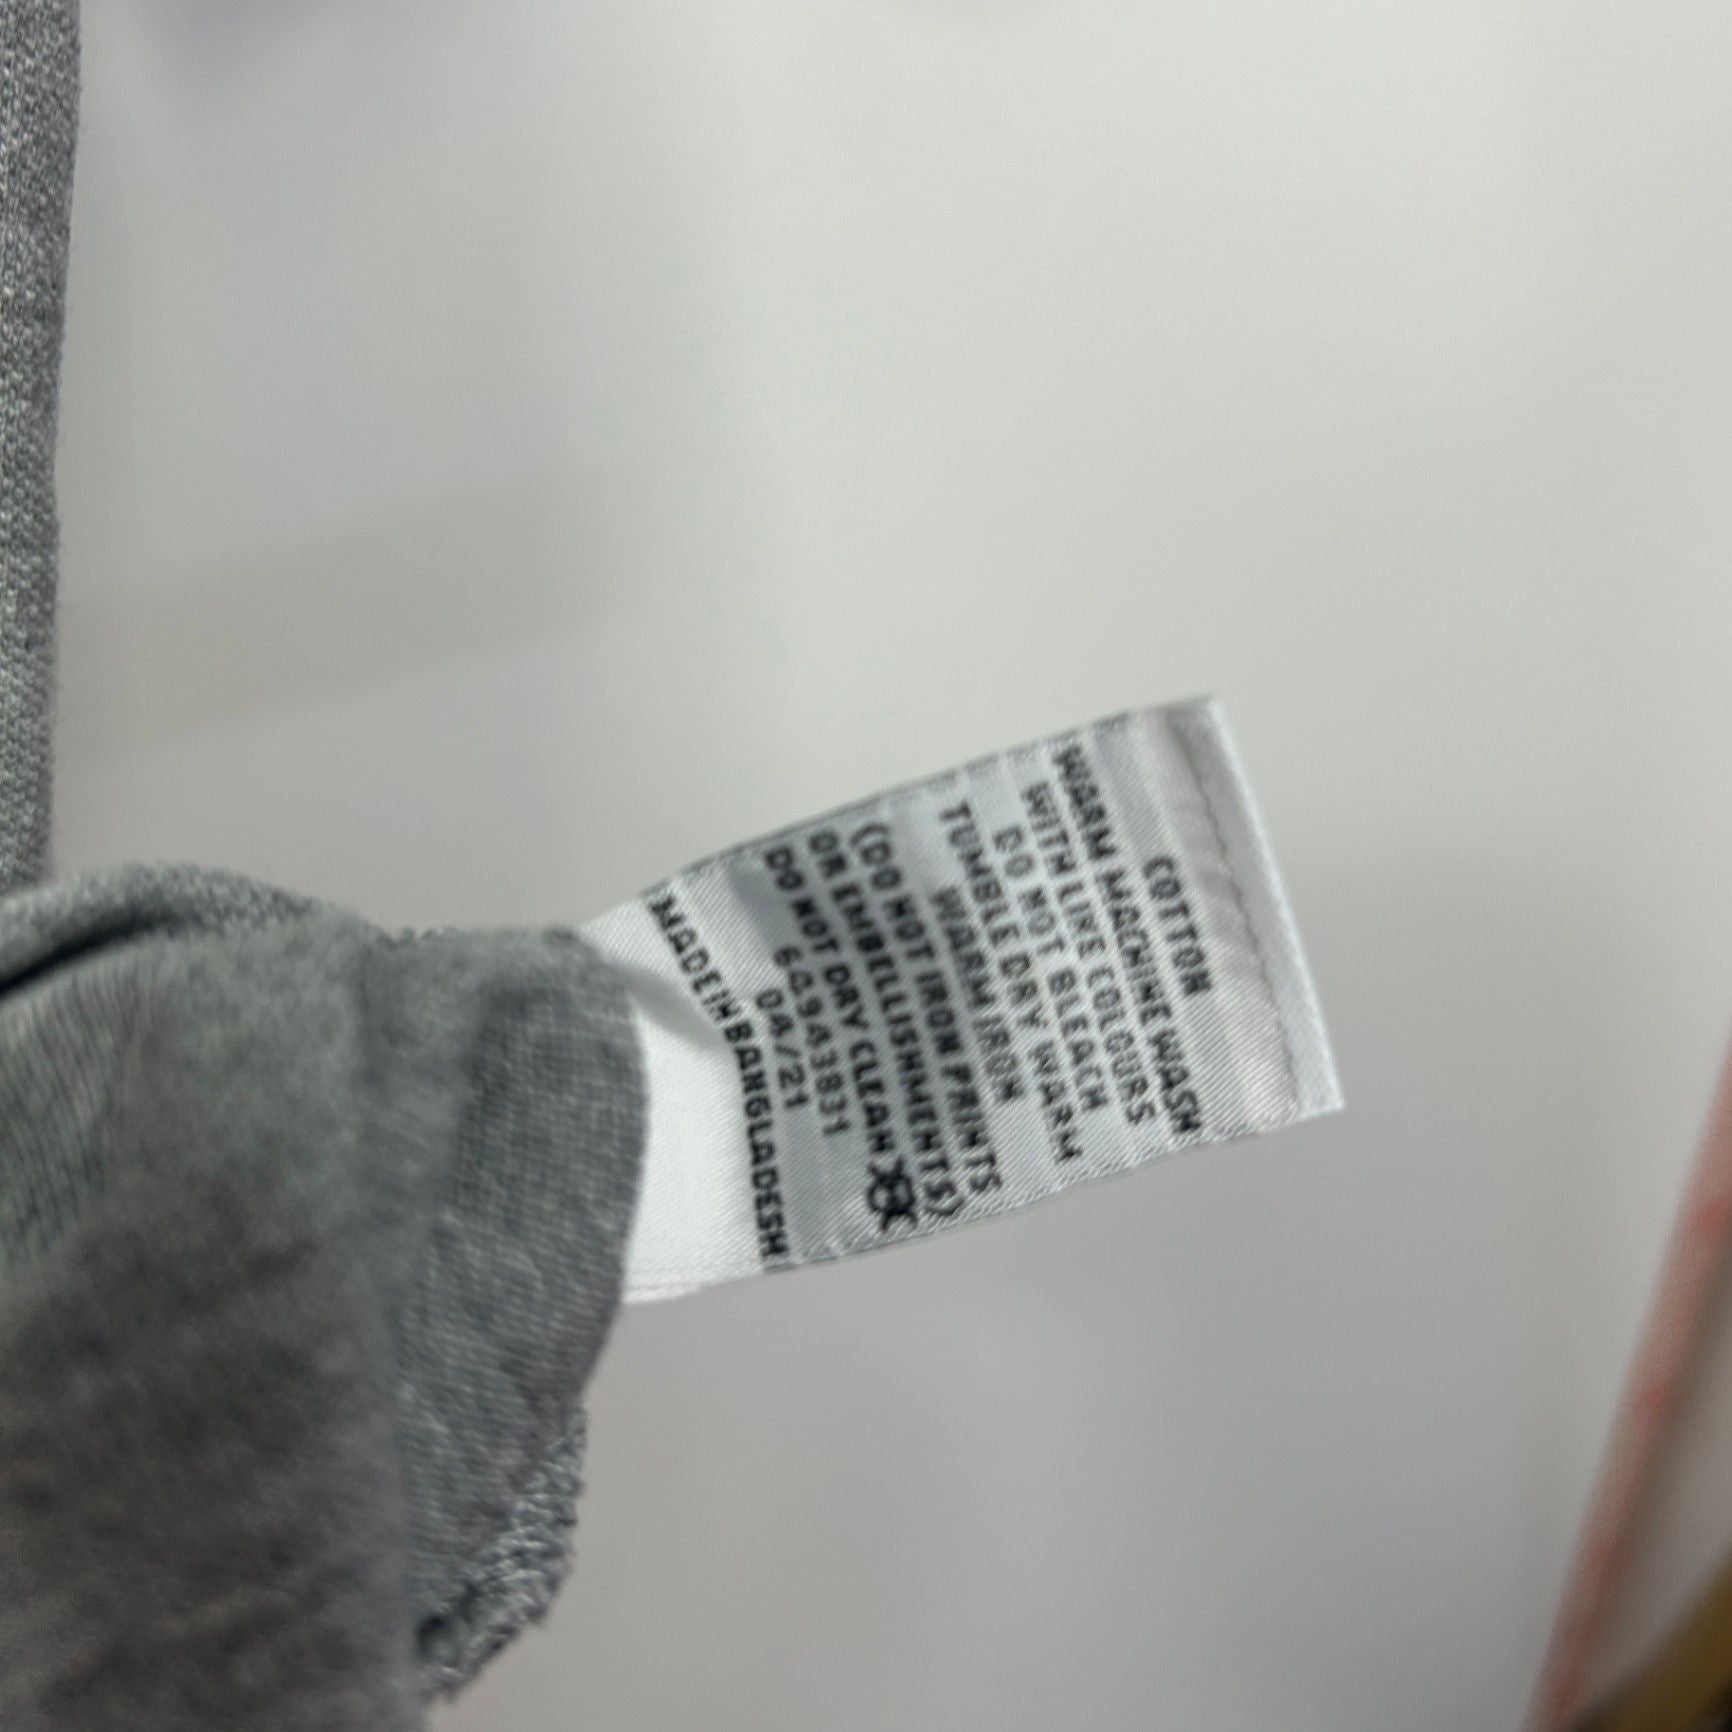 COTTON
WARM MACHINE WASH
WITH LIKE COLOURS
DO NOT BLEACH
TUMBLE DRY WARM
WARM IRON
(DO NOT IRON PRINTS
OR EMBELLISHMENTS)
DO NOT DRY CLEAN
04/21
MADE IN BANGLADESH